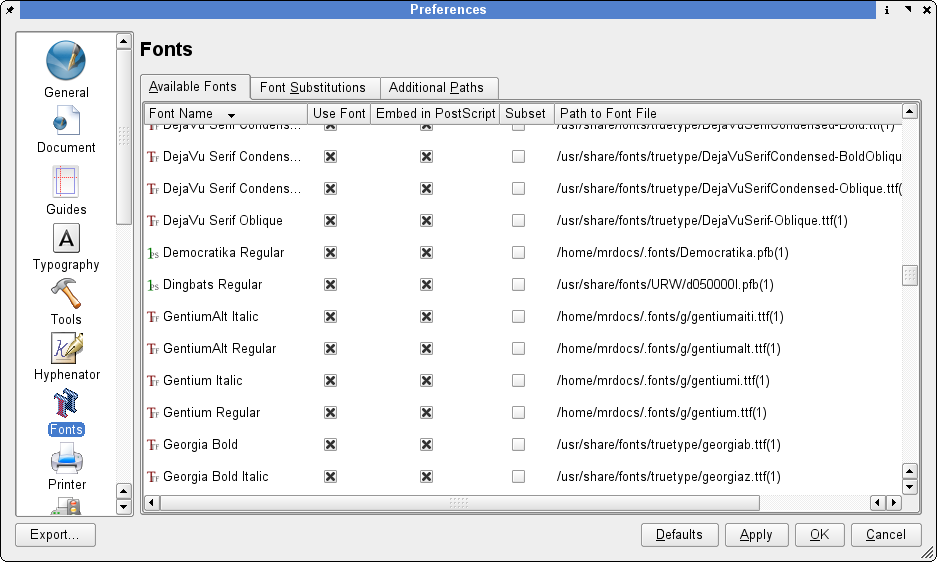 Preferences
General
Document
Guides
Typography
Tools
Hyphenator
Fonts
Printer
Fonts
Available Fonts Font Substitutions Additional Paths
Font Name Use Font Embed in PostScript Subset Path to Font File
DejaVu Serif Condens... /usr/share/fonts/truetype/DejaVuSerifCondensed-Bold.ttf(1)
DejaVu Serif Condens... /usr/share/fonts/truetype/DejaVuSerifCondensed-BoldObliqu
DejaVu Serif Condens... /usr/share/fonts/truetype/DejaVuSerifCondensed-Oblique.ttf(
DejaVu Serif Oblique /usr/share/fonts/truetype/DejaVuSerif-Oblique.ttf(1)
Democratika Regular /home/mrdocs/.fonts/Democratika.pfb(1)
Dingbats Regular /usr/share/fonts/URW/d050000l.pfb(1)
GentiumAlt Italic /home/mrdocs/.fonts/g/gentiumaiti.ttf(1)
GentiumAlt Regular /home/mrdocs/.fonts/g/gentiumalt.ttf(1)
Gentium Italic /home/mrdocs/.fonts/g/gentiumi.ttf(1)
Gentium Regular /home/mrdocs/.fonts/g/gentium.ttf(1)
Georgia Bold /usr/share/fonts/truetype/georgiab.ttf(1)
Georgia Bold Italic /usr/share/fonts/truetype/georgiaz.ttf(1)
Export... Defaults Apply OK Cancel